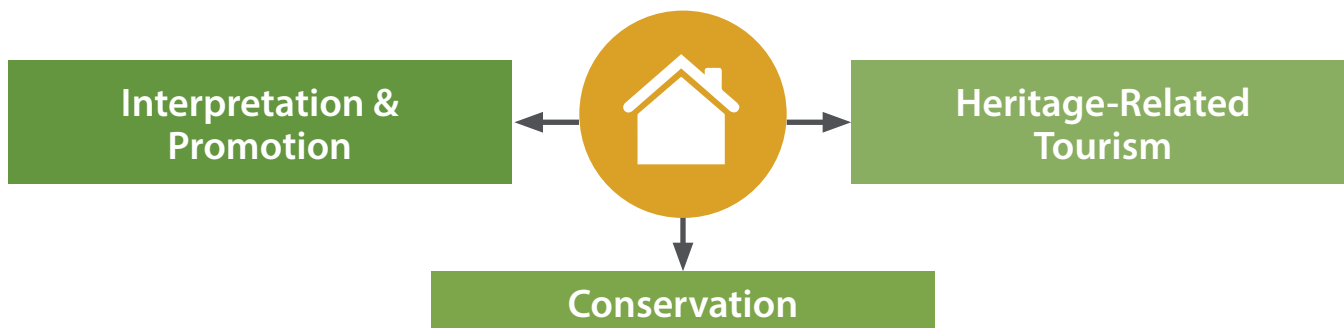 Interpretation &
Promotion
Heritage-Related
Tourism
Conservation